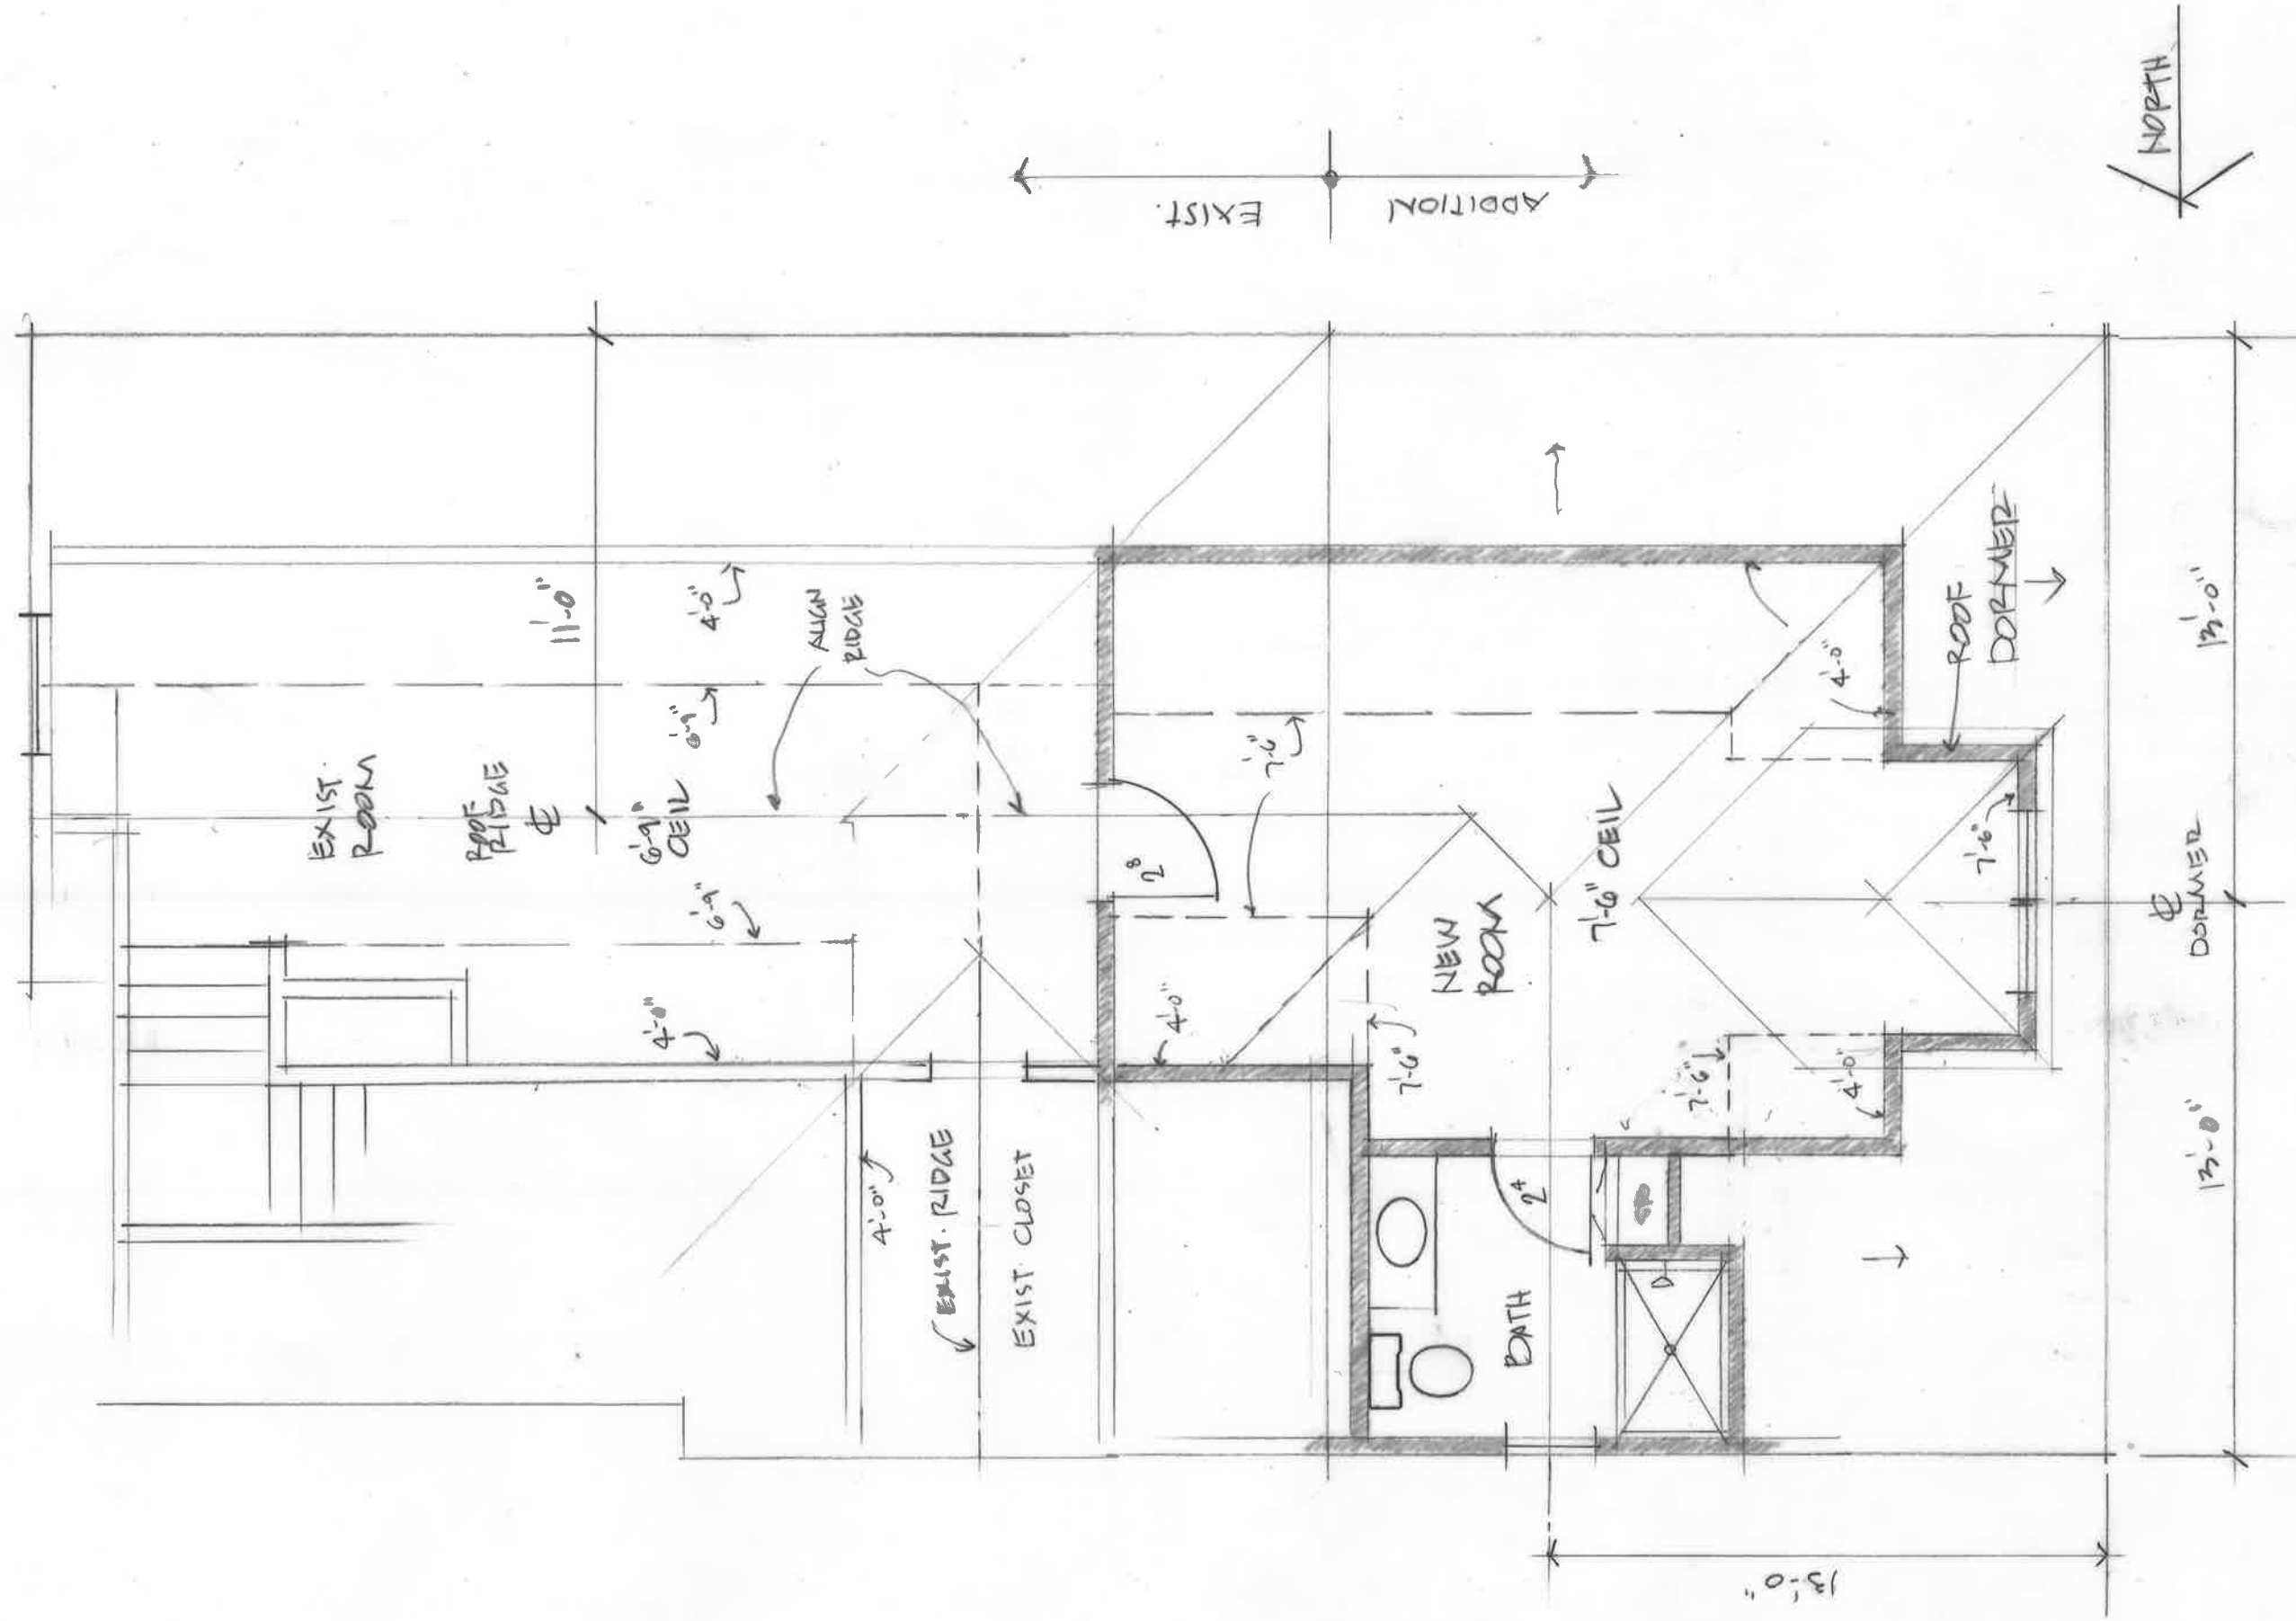 NORTH
EXIST.
ADDITION
11'-0"
4'-0"
ALIGN
RIDGE
6'-9"
EXIST.
ROOM
ROOF
RIDGE
℄
6'-9"
CEIL
6'-9"
4'-0"
4'-0"
EXIST. RIDGE
EXIST CLOSET
7'-6"
2⁸
4'-0"
7'-6"
NEW
ROOM
7'-6" CEIL
4'-0"
ROOF
DORMER
7'-6"
7'-6"
4'-0"
2⁴
BATH
13'-0"
℄
DORMER
13'-0"
13'-0"